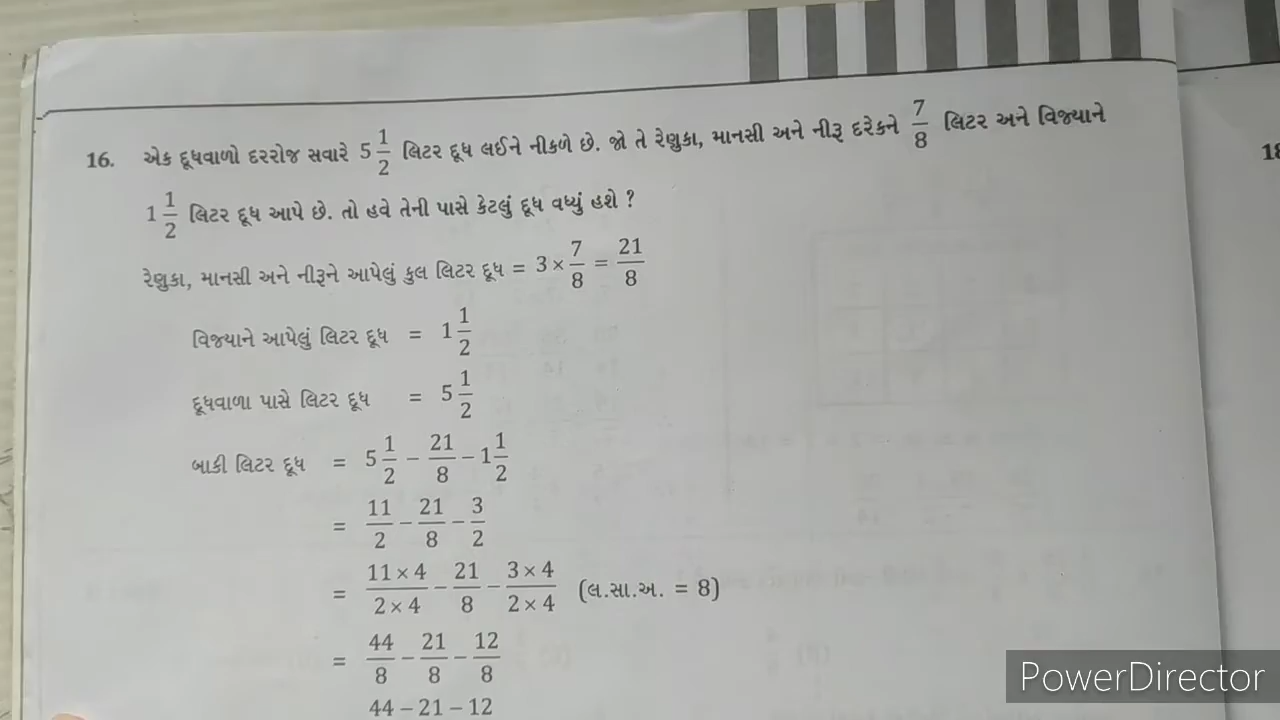 16. એક દૂધવાળો દરરોજ સવારે 5 1/2 લિટર દૂધ લઈને નીકળે છે. જો તે રેણુકા, માનસી અને નીરૂ દરેકને 7/8 લિટર અને વિજ્યાને
1 1/2 લિટર દૂધ આપે છે. તો હવે તેની પાસે કેટલું દૂધ વધ્યું હશે ?
રેણુકા, માનસી અને નીરૂને આપેલું કુલ લિટર દૂધ = 3 × 7/8 = 21/8
વિજ્યાને આપેલું લિટર દૂધ = 1 1/2
દૂધવાળા પાસે લિટર દૂધ = 5 1/2
બાકી લિટર દૂધ = 5 1/2 – 21/8 – 1 1/2
= 11/2 – 21/8 – 3/2
= 11 × 4/2 × 4 – 21/8 – 3 × 4/2 × 4 (લ.સા.અ. = 8)
= 44/8 – 21/8 – 12/8
44 – 21 – 12
18
PowerDirector